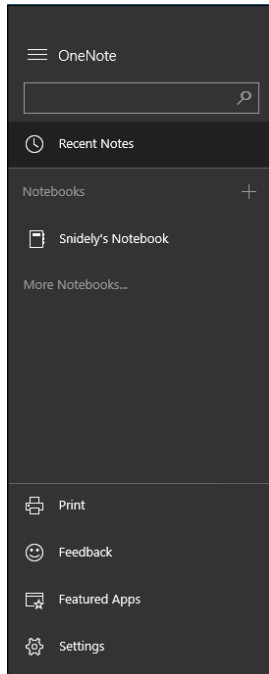 OneNote
Recent Notes
Notebooks
Snidely's Notebook
More Notebooks...
Print
Feedback
Featured Apps
Settings